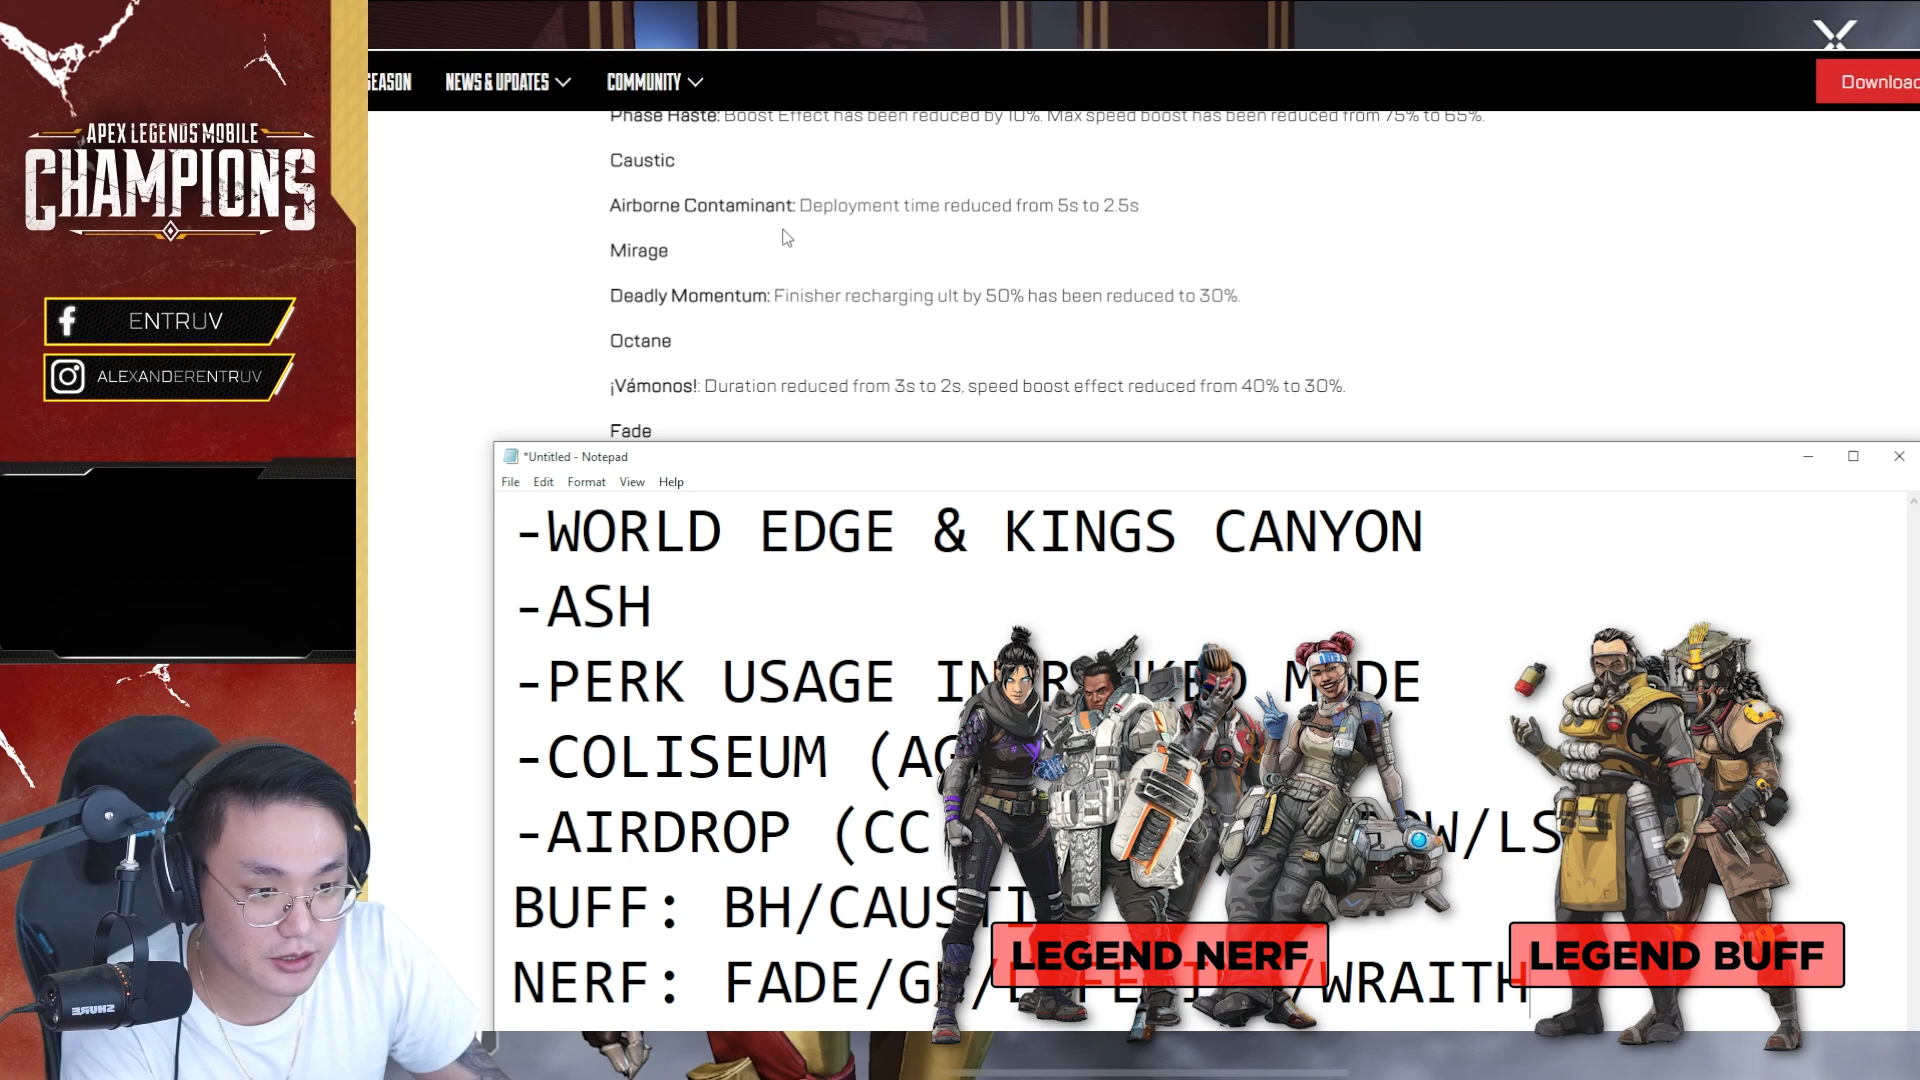 APEX LEGENDS MOBILE
CHAMPIONS
ENTRUV
ALEXANDERENTRUV
SEASON
NEWS & UPDATES
COMMUNITY
Download
Phase Haste: Boost Effect has been reduced by 10%. Max speed boost has been reduced from 75% to 65%.
Caustic
Airborne Contaminant: Deployment time reduced from 5s to 2.5s
Mirage
Deadly Momentum: Finisher recharging ult by 50% has been reduced to 30%.
Octane
¡Vámonos!: Duration reduced from 3s to 2s, speed boost effect reduced from 40% to 30%.
Fade
*Untitled - Notepad
File Edit Format View Help
-WORLD EDGE & KINGS CANYON
-ASH
-PERK USAGE IN RANKED MODE
-COLISEUM (AG
-AIRDROP (CC W/LS
BUFF: BH/CAUSTI
NERF: FADE/G /WRAITH
LEGEND NERF
LEGEND BUFF
SHURE